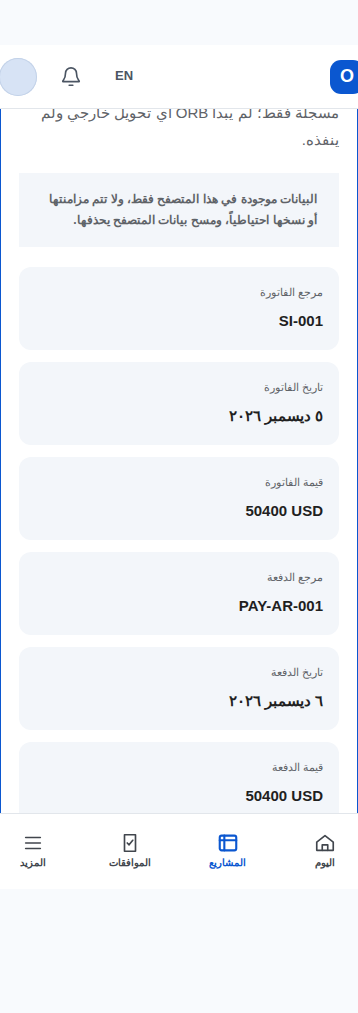 O
EN
مسجلة فقط؛ لم يبدأ ORB أي تحويل خارجي ولم
ينفذه.
البيانات موجودة في هذا المتصفح فقط، ولا تتم مزامنتها
أو نسخها احتياطياً، ومسح بيانات المتصفح يحذفها.
مرجع الفاتورة
SI-001
تاريخ الفاتورة
٥ ديسمبر ٢٠٢٦
قيمة الفاتورة
50400 USD
مرجع الدفعة
PAY-AR-001
تاريخ الدفعة
٦ ديسمبر ٢٠٢٦
قيمة الدفعة
50400 USD
اليوم
المشاريع
الموافقات
المزيد